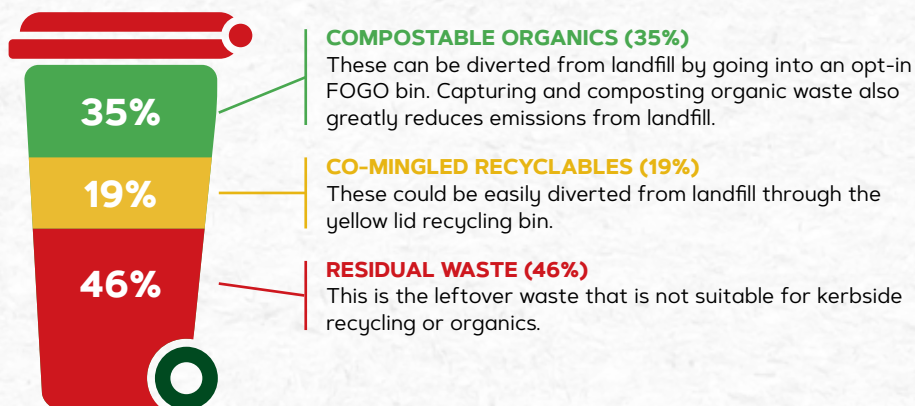 35%
19%
46%
COMPOSTABLE ORGANICS (35%)
These can be diverted from landfill by going into an opt-in
FOGO bin. Capturing and composting organic waste also
greatly reduces emissions from landfill.
CO-MINGLED RECYCLABLES (19%)
These could be easily diverted from landfill through the
yellow lid recycling bin.
RESIDUAL WASTE (46%)
This is the leftover waste that is not suitable for kerbside
recycling or organics.